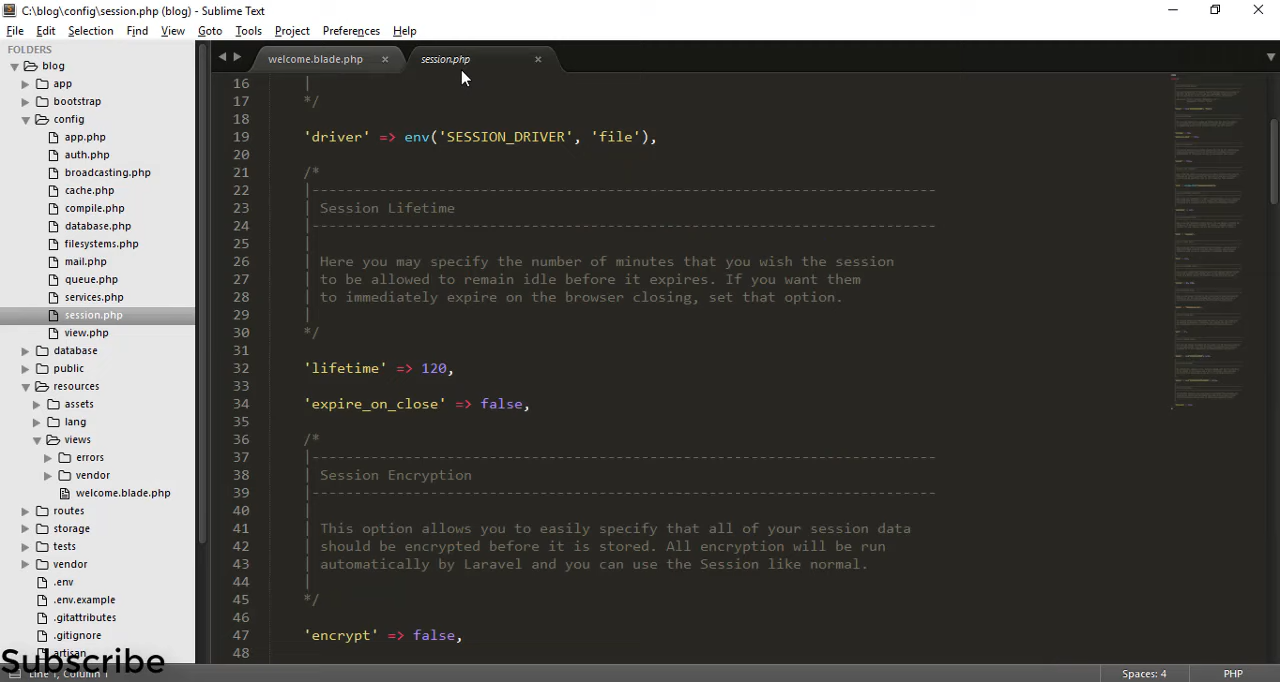 C:\blog\config\session.php (blog) - Sublime Text
File Edit Selection Find View Goto Tools Project Preferences Help
FOLDERS
blog
app
bootstrap
config
app.php
auth.php
broadcasting.php
cache.php
compile.php
database.php
filesystems.php
mail.php
queue.php
services.php
session.php
view.php
database
public
resources
assets
lang
views
errors
vendor
welcome.blade.php
routes
storage
tests
vendor
.env
.env.example
.gitattributes
.gitignore
artisan
Subscribe
welcome.blade.php × session.php ×
16 |
17 */
18
19 'driver' => env('SESSION_DRIVER', 'file'),
20
21 /*
22 |--------------------------------------------------------------------------
23 | Session Lifetime
24 |--------------------------------------------------------------------------
25 |
26 | Here you may specify the number of minutes that you wish the session
27 | to be allowed to remain idle before it expires. If you want them
28 | to immediately expire on the browser closing, set that option.
29 |
30 */
31
32 'lifetime' => 120,
33
34 'expire_on_close' => false,
35
36 /*
37 |--------------------------------------------------------------------------
38 | Session Encryption
39 |--------------------------------------------------------------------------
40 |
41 | This option allows you to easily specify that all of your session data
42 | should be encrypted before it is stored. All encryption will be run
43 | automatically by Laravel and you can use the Session like normal.
44 |
45 */
46
47 'encrypt' => false,
48
Line 1, Column 1 Spaces: 4 PHP